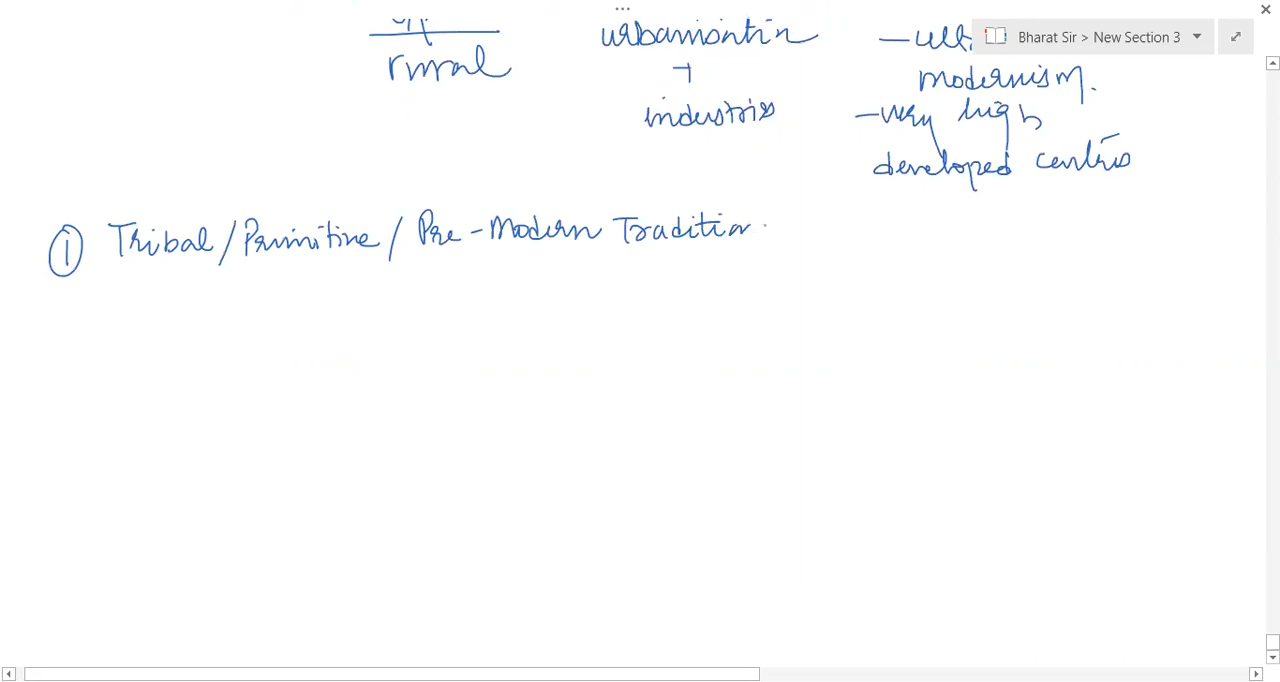 ...
Bharat Sir > New Section 3
rural
urbanisation
+
industries
modernism.
- very high
developed centres
① Tribal / Primitive / Pre-Modern Tradition